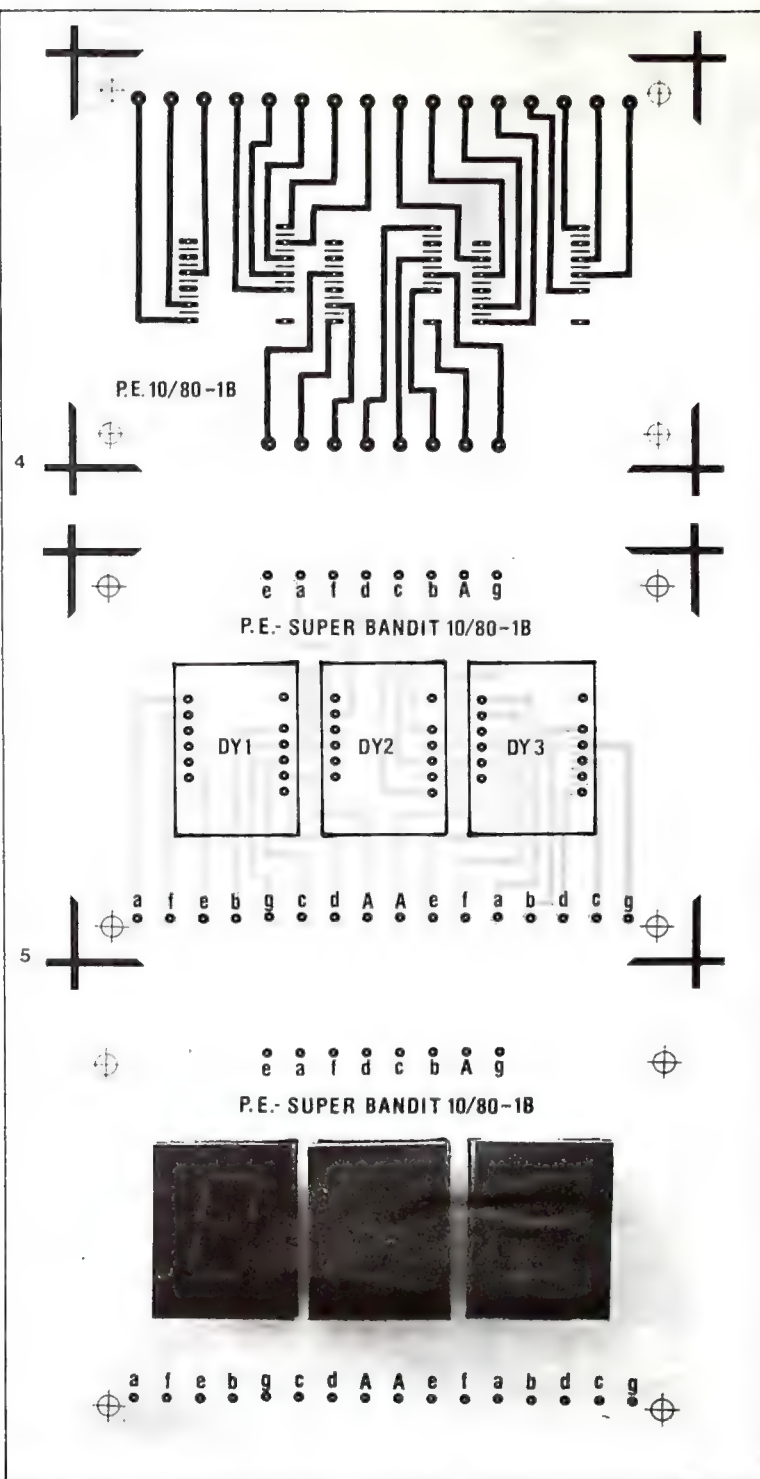 P.E. 10/80-1B
4
e a f d c b A g
P.E.- SUPER BANDIT 10/80-1B
DY1 DY2 DY3
a f e b g c d A A e f a b d c g
5
e a f d c b A g
P.E.- SUPER BANDIT 10/80-1B
a f e b g c d A A e f a b d c g